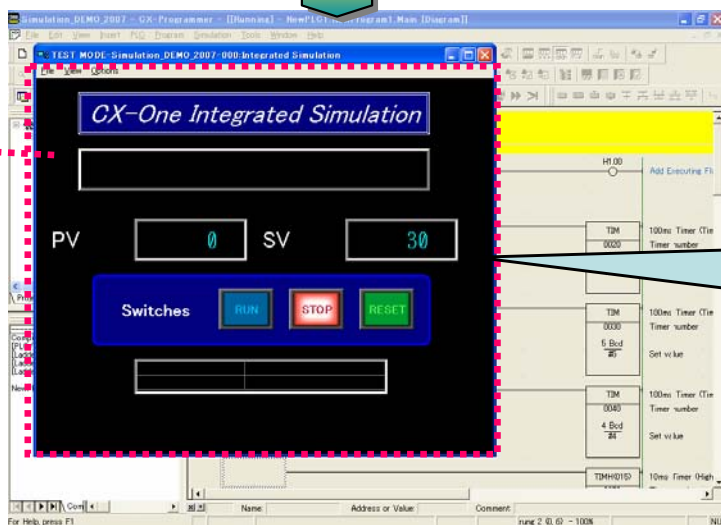 Simulation_DEMO_2007 - CX-Programmer - [[Running] - NewPLC1.NewProgram1.Main [Diagram]]
File Edit View Insert PLC Program Simulation Tools Window Help
TEST MODE-Simulation_DEMO_2007-000:Integrated Simulation
File View Options
CX-One Integrated Simulation
H1.00
Add Executing Fl
PV 0 SV 30
TIM
100ms Timer (Tie
0020
Timer number
Switches RUN STOP RESET
TIM
100ms Timer (Tie
0030
Timer number
5 Bcd
#5
Set value
TIM
100ms Timer (Tie
0040
Timer number
4 Bcd
#4
Set value
TIMH(015)
10ms Timer (High
Com
Name:
Address or Value:
Comment:
For Help, press F1
rung 2 (0, 6) - 100%